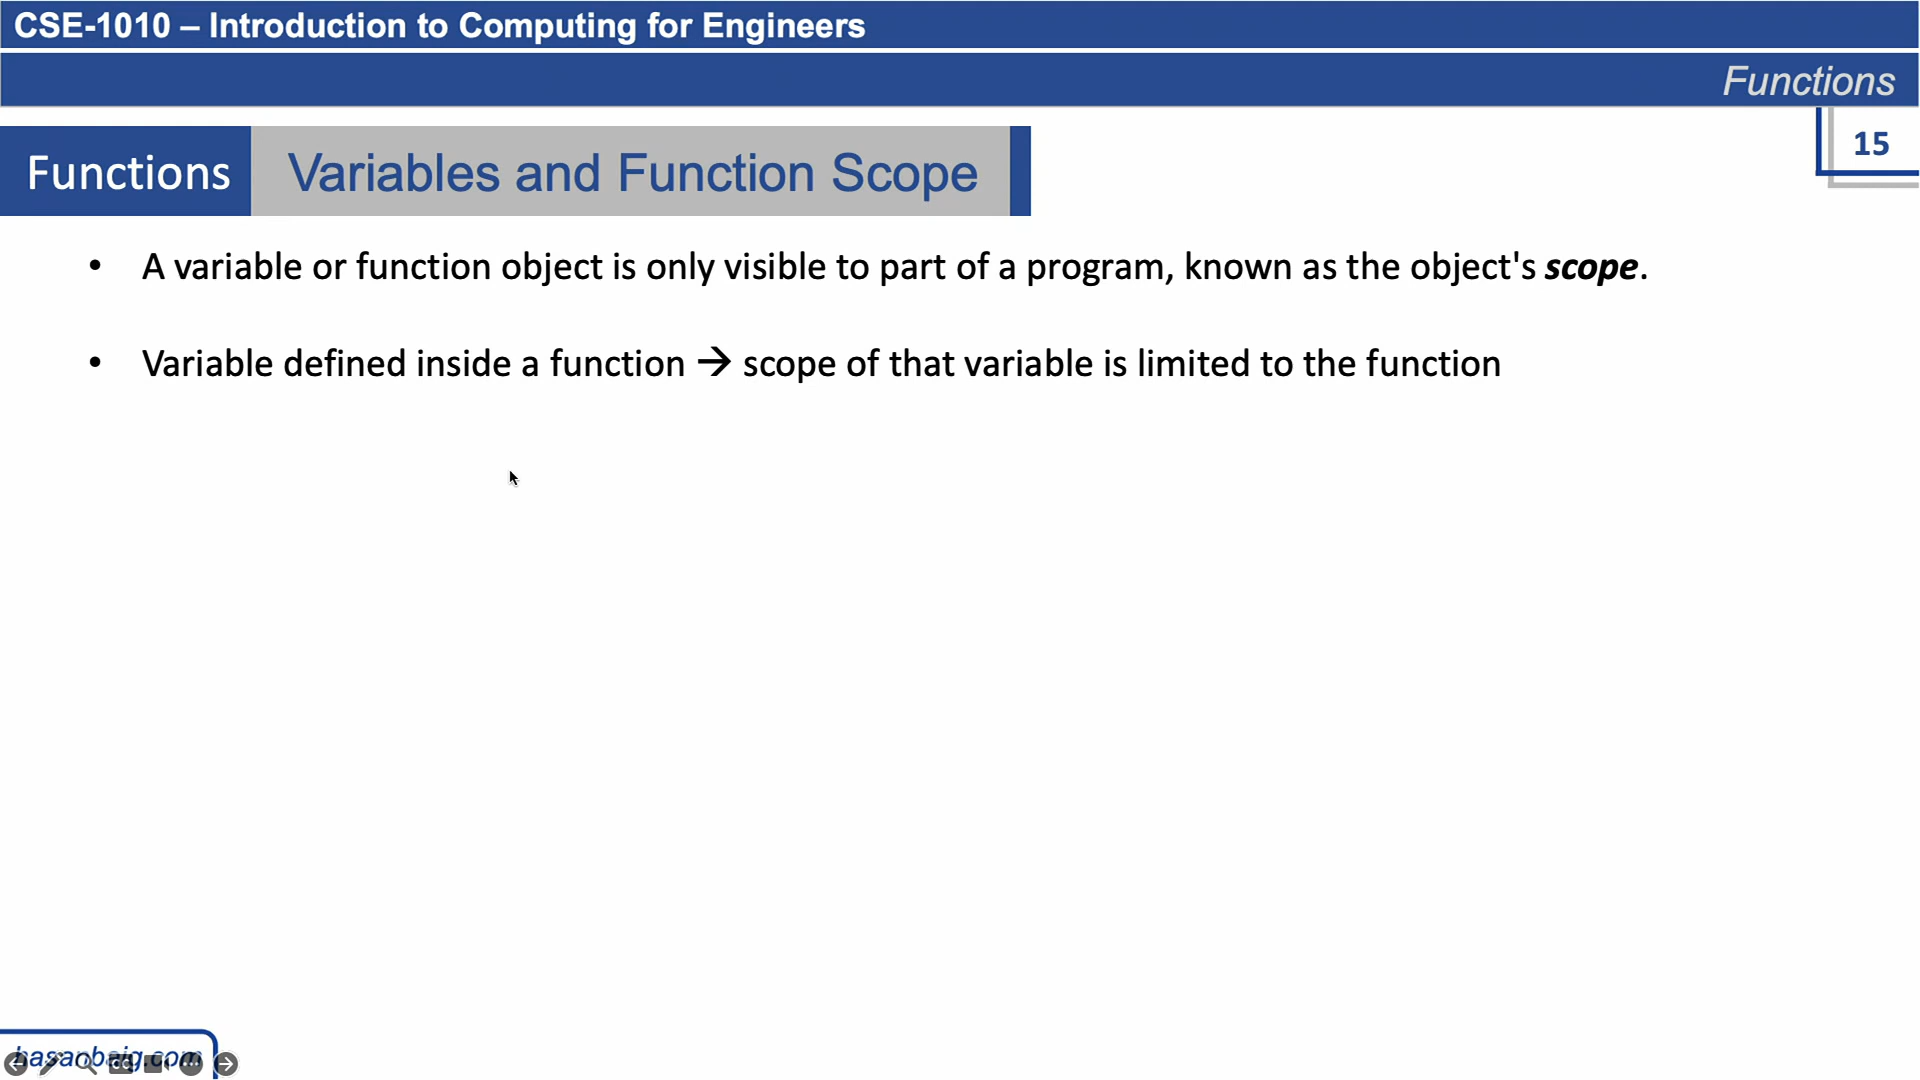 CSE-1010 – Introduction to Computing for Engineers
Functions
15
Functions Variables and Function Scope
• A variable or function object is only visible to part of a program, known as the object's scope.
• Variable defined inside a function → scope of that variable is limited to the function
hasanbaig.com